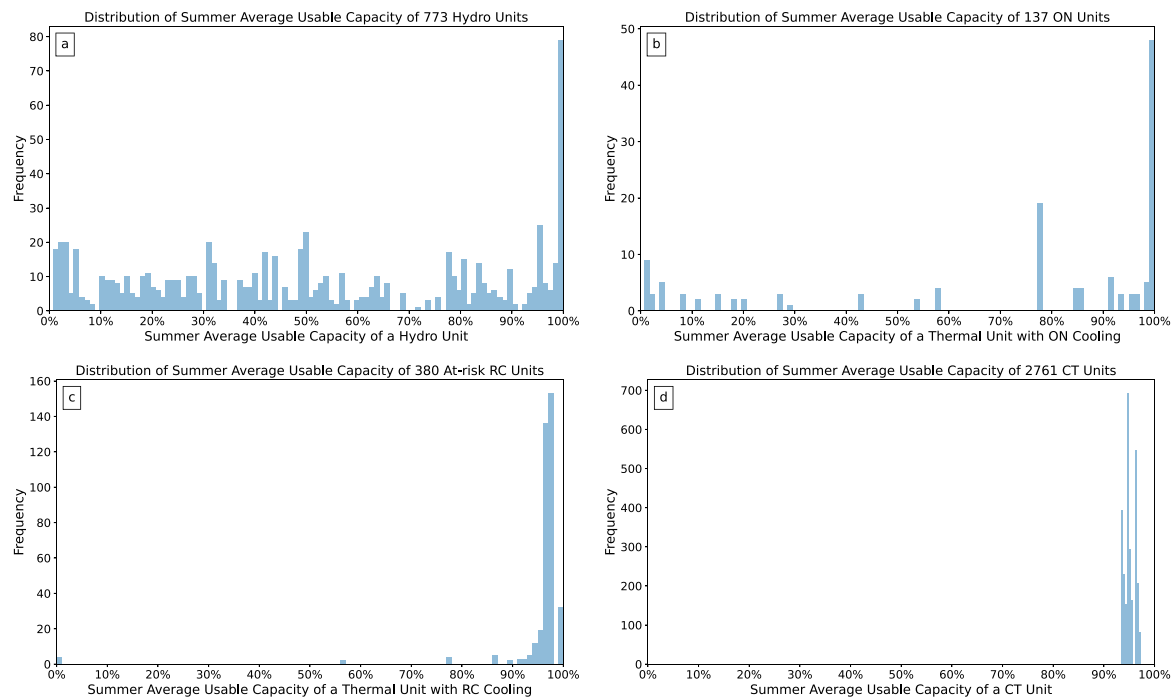 Distribution of Summer Average Usable Capacity of 773 Hydro Units
a
80
70
60
50
40
30
20
10
0
Frequency
0% 10% 20% 30% 40% 50% 60% 70% 80% 90% 100%
Summer Average Usable Capacity of a Hydro Unit
Distribution of Summer Average Usable Capacity of 137 ON Units
b
50
40
30
20
10
0
Frequency
0% 10% 20% 30% 40% 50% 60% 70% 80% 90% 100%
Summer Average Usable Capacity of a Thermal Unit with ON Cooling
Distribution of Summer Average Usable Capacity of 380 At-risk RC Units
c
160
140
120
100
80
60
40
20
0
Frequency
0% 10% 20% 30% 40% 50% 60% 70% 80% 90% 100%
Summer Average Usable Capacity of a Thermal Unit with RC Cooling
Distribution of Summer Average Usable Capacity of 2761 CT Units
d
700
600
500
400
300
200
100
0
Frequency
0% 10% 20% 30% 40% 50% 60% 70% 80% 90% 100%
Summer Average Usable Capacity of a CT Unit